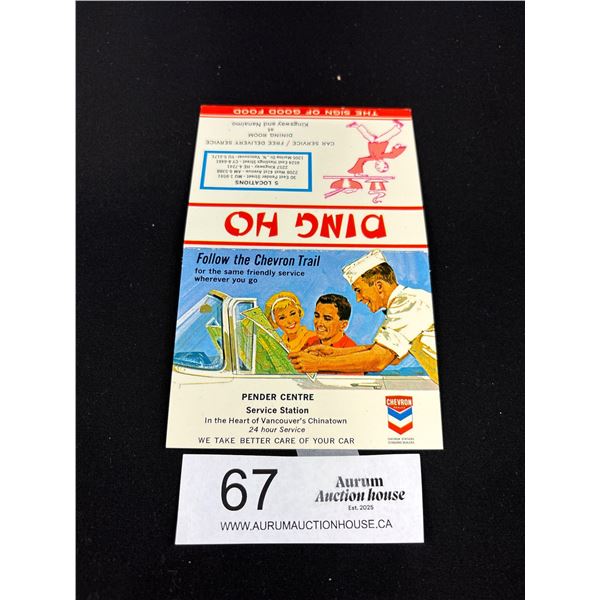 THE SIGN OF GOOD FOOD
Kingsway and Nanaimo
at
DINING ROOM
CAR SERVICE / FREE DELIVERY SERVICE
5 LOCATIONS
DING HO
Follow the Chevron Trail
for the same friendly service
wherever you go
PENDER CENTRE
Service Station
In the Heart of Vancouver's Chinatown
24 hour Service
WE TAKE BETTER CARE OF YOUR CAR
CHEVRON
67
Aurum
Auction house
Est. 2025
WWW.AURUMAUCTIONHOUSE.CA